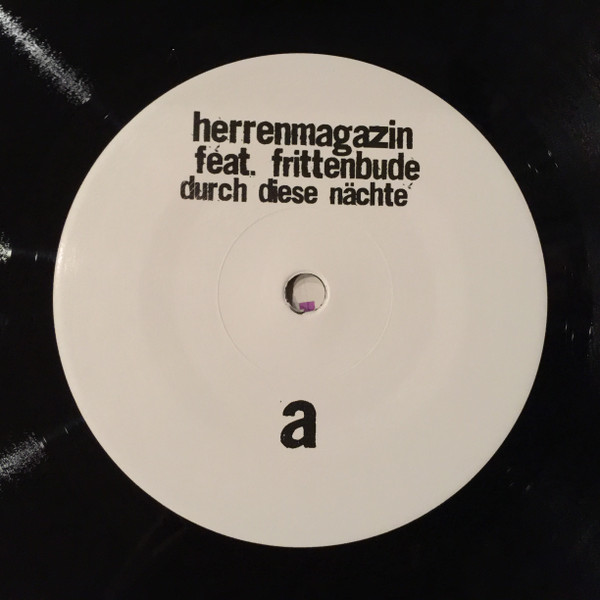 herrenmagazin
feat. frittenbude
durch diese nächte
a